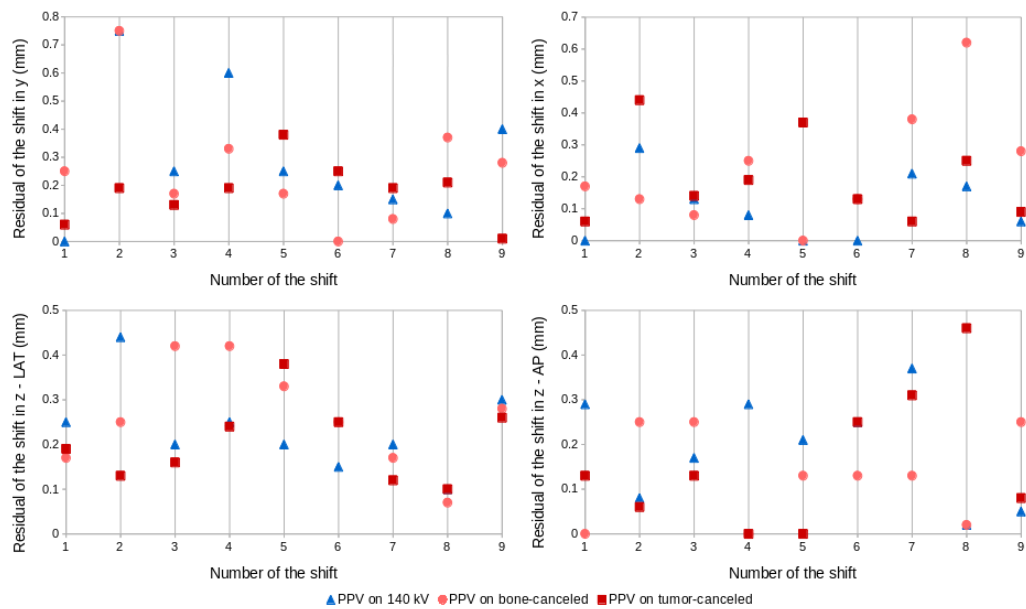 Residual of the shift in y (mm)
0.8
0.7
0.6
0.5
0.4
0.3
0.2
0.1
0
1 2 3 4 5 6 7 8 9
Number of the shift
Residual of the shift in x (mm)
0.7
0.6
0.5
0.4
0.3
0.2
0.1
0
1 2 3 4 5 6 7 8 9
Number of the shift
Residual of the shift in z - LAT (mm)
0.5
0.4
0.3
0.2
0.1
0
1 2 3 4 5 6 7 8 9
Number of the shift
Residual of the shift in z - AP (mm)
0.5
0.4
0.3
0.2
0.1
0
1 2 3 4 5 6 7 8 9
Number of the shift
PPV on 140 kV PPV on bone-canceled PPV on tumor-canceled